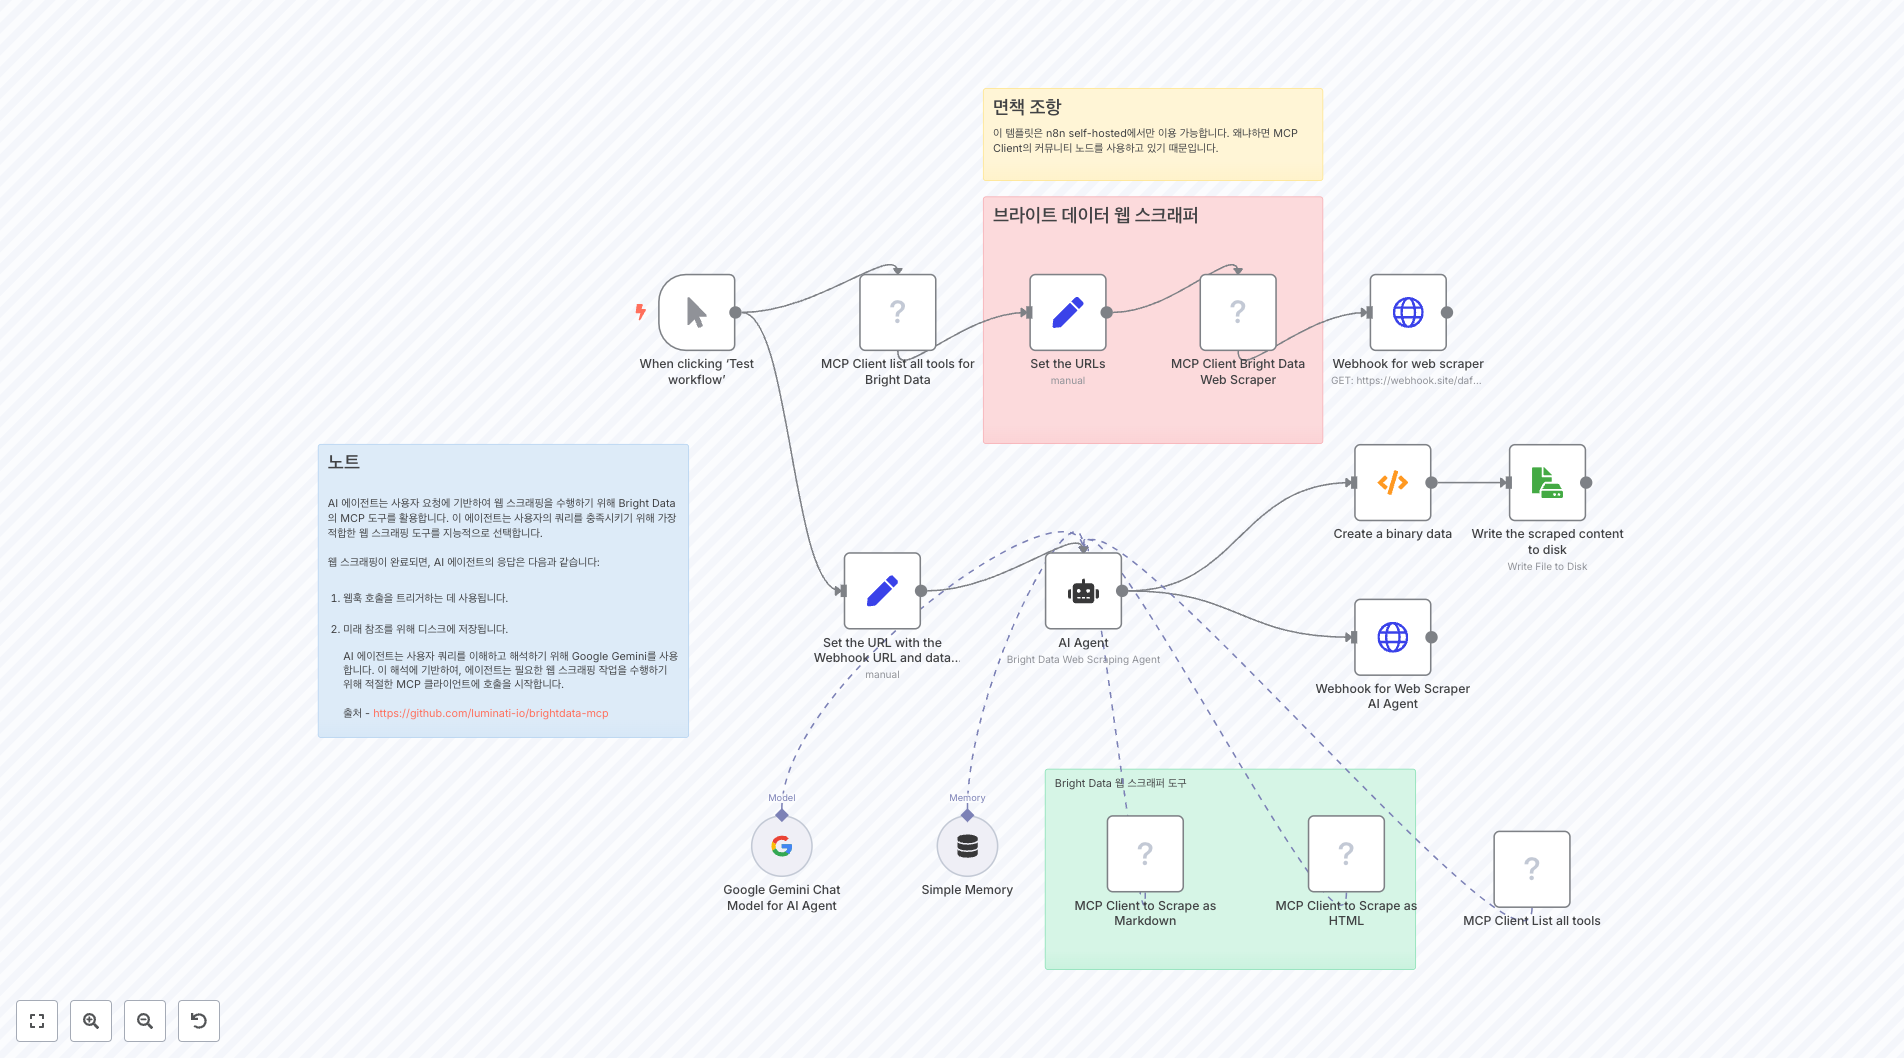 면책 조항
이 템플릿은 n8n self-hosted에서만 이용 가능합니다. 왜냐하면 MCP
Client의 커뮤니티 노드를 사용하고 있기 때문입니다.
브라이트 데이터 웹 스크래퍼
?
?
When clicking ‘Test
workflow’
MCP Client list all tools for
Bright Data
Set the URLs
manual
MCP Client Bright Data
Web Scraper
Webhook for web scraper
GET: https://webhook.site/daf...
노트
AI 에이전트는 사용자 요청에 기반하여 웹 스크래핑을 수행하기 위해 Bright Data
의 MCP 도구를 활용합니다. 이 에이전트는 사용자의 쿼리를 충족시키기 위해 가장
적합한 웹 스크래핑 도구를 지능적으로 선택합니다.
웹 스크래핑이 완료되면, AI 에이전트의 응답은 다음과 같습니다:
1. 웹훅 호출을 트리거하는 데 사용됩니다.
2. 미래 참조를 위해 디스크에 저장됩니다.
AI 에이전트는 사용자 쿼리를 이해하고 해석하기 위해 Google Gemini를 사용
합니다. 이 해석에 기반하여, 에이전트는 필요한 웹 스크래핑 작업을 수행하기
위해 적절한 MCP 클라이언트에 호출을 시작합니다.
출처 - https://github.com/luminati-io/brightdata-mcp
Create a binary data
Write the scraped content
to disk
Write File to Disk
Set the URL with the
Webhook URL and data...
manual
AI Agent
Bright Data Web Scraping Agent
Webhook for Web Scraper
AI Agent
Model
Memory
Google Gemini Chat
Model for AI Agent
Simple Memory
Bright Data 웹 스크래퍼 도구
?
?
?
MCP Client to Scrape as
Markdown
MCP Client to Scrape as
HTML
MCP Client List all tools